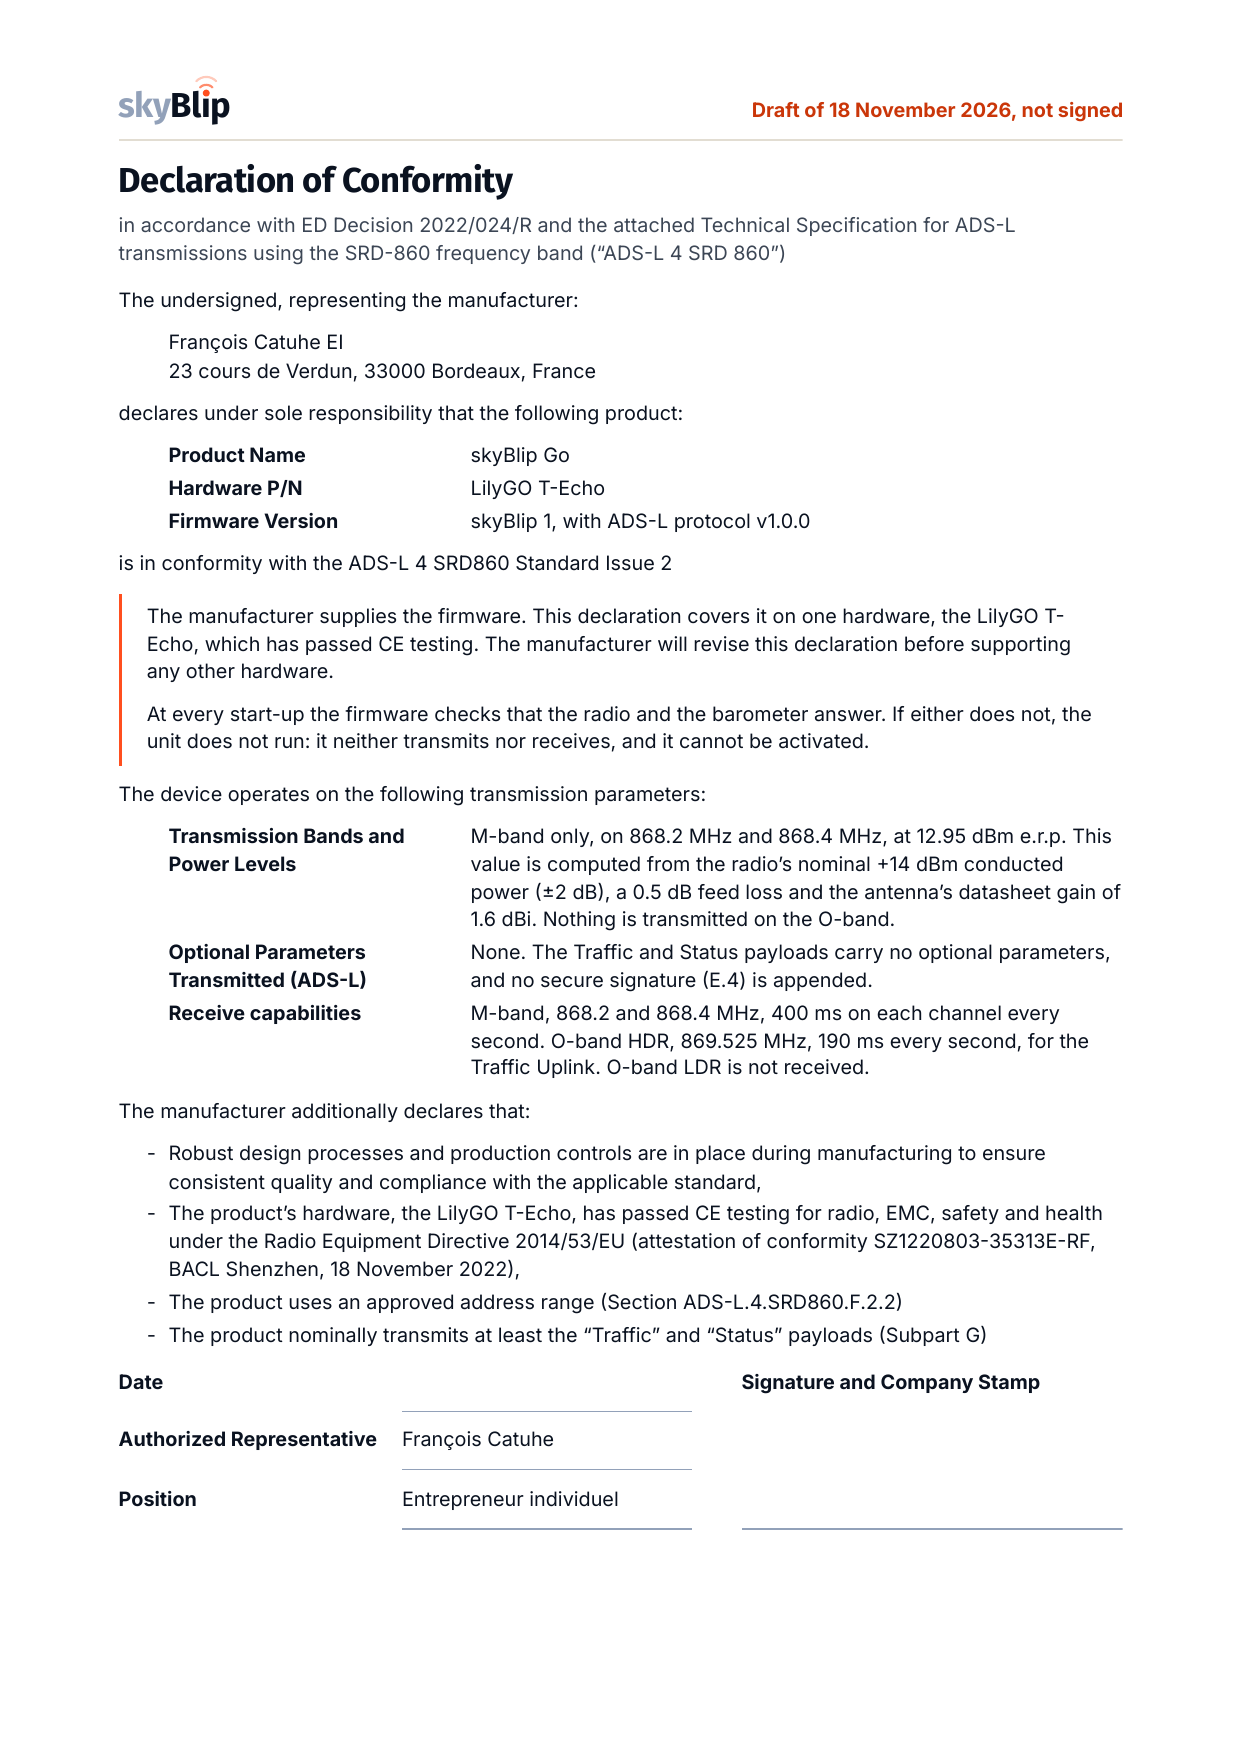 skyBlip
Draft of 18 November 2026, not signed
Declaration of Conformity
in accordance with ED Decision 2022/024/R and the attached Technical Specification for ADS-L
transmissions using the SRD-860 frequency band (“ADS-L 4 SRD 860”)
The undersigned, representing the manufacturer:
François Catuhe EI
23 cours de Verdun, 33000 Bordeaux, France
declares under sole responsibility that the following product:
Product Name skyBlip Go
Hardware P/N LilyGO T-Echo
Firmware Version skyBlip 1, with ADS-L protocol v1.0.0
is in conformity with the ADS-L 4 SRD860 Standard Issue 2
The manufacturer supplies the firmware. This declaration covers it on one hardware, the LilyGO T-
Echo, which has passed CE testing. The manufacturer will revise this declaration before supporting
any other hardware.
At every start-up the firmware checks that the radio and the barometer answer. If either does not, the
unit does not run: it neither transmits nor receives, and it cannot be activated.
The device operates on the following transmission parameters:
Transmission Bands and M-band only, on 868.2 MHz and 868.4 MHz, at 12.95 dBm e.r.p. This
Power Levels value is computed from the radio’s nominal +14 dBm conducted
power (±2 dB), a 0.5 dB feed loss and the antenna’s datasheet gain of
1.6 dBi. Nothing is transmitted on the O-band.
Optional Parameters None. The Traffic and Status payloads carry no optional parameters,
Transmitted (ADS-L) and no secure signature (E.4) is appended.
Receive capabilities M-band, 868.2 and 868.4 MHz, 400 ms on each channel every
second. O-band HDR, 869.525 MHz, 190 ms every second, for the
Traffic Uplink. O-band LDR is not received.
The manufacturer additionally declares that:
- Robust design processes and production controls are in place during manufacturing to ensure
consistent quality and compliance with the applicable standard,
- The product’s hardware, the LilyGO T-Echo, has passed CE testing for radio, EMC, safety and health
under the Radio Equipment Directive 2014/53/EU (attestation of conformity SZ1220803-35313E-RF,
BACL Shenzhen, 18 November 2022),
- The product uses an approved address range (Section ADS-L.4.SRD860.F.2.2)
- The product nominally transmits at least the “Traffic” and “Status” payloads (Subpart G)
Date Signature and Company Stamp
Authorized Representative François Catuhe
Position Entrepreneur individuel